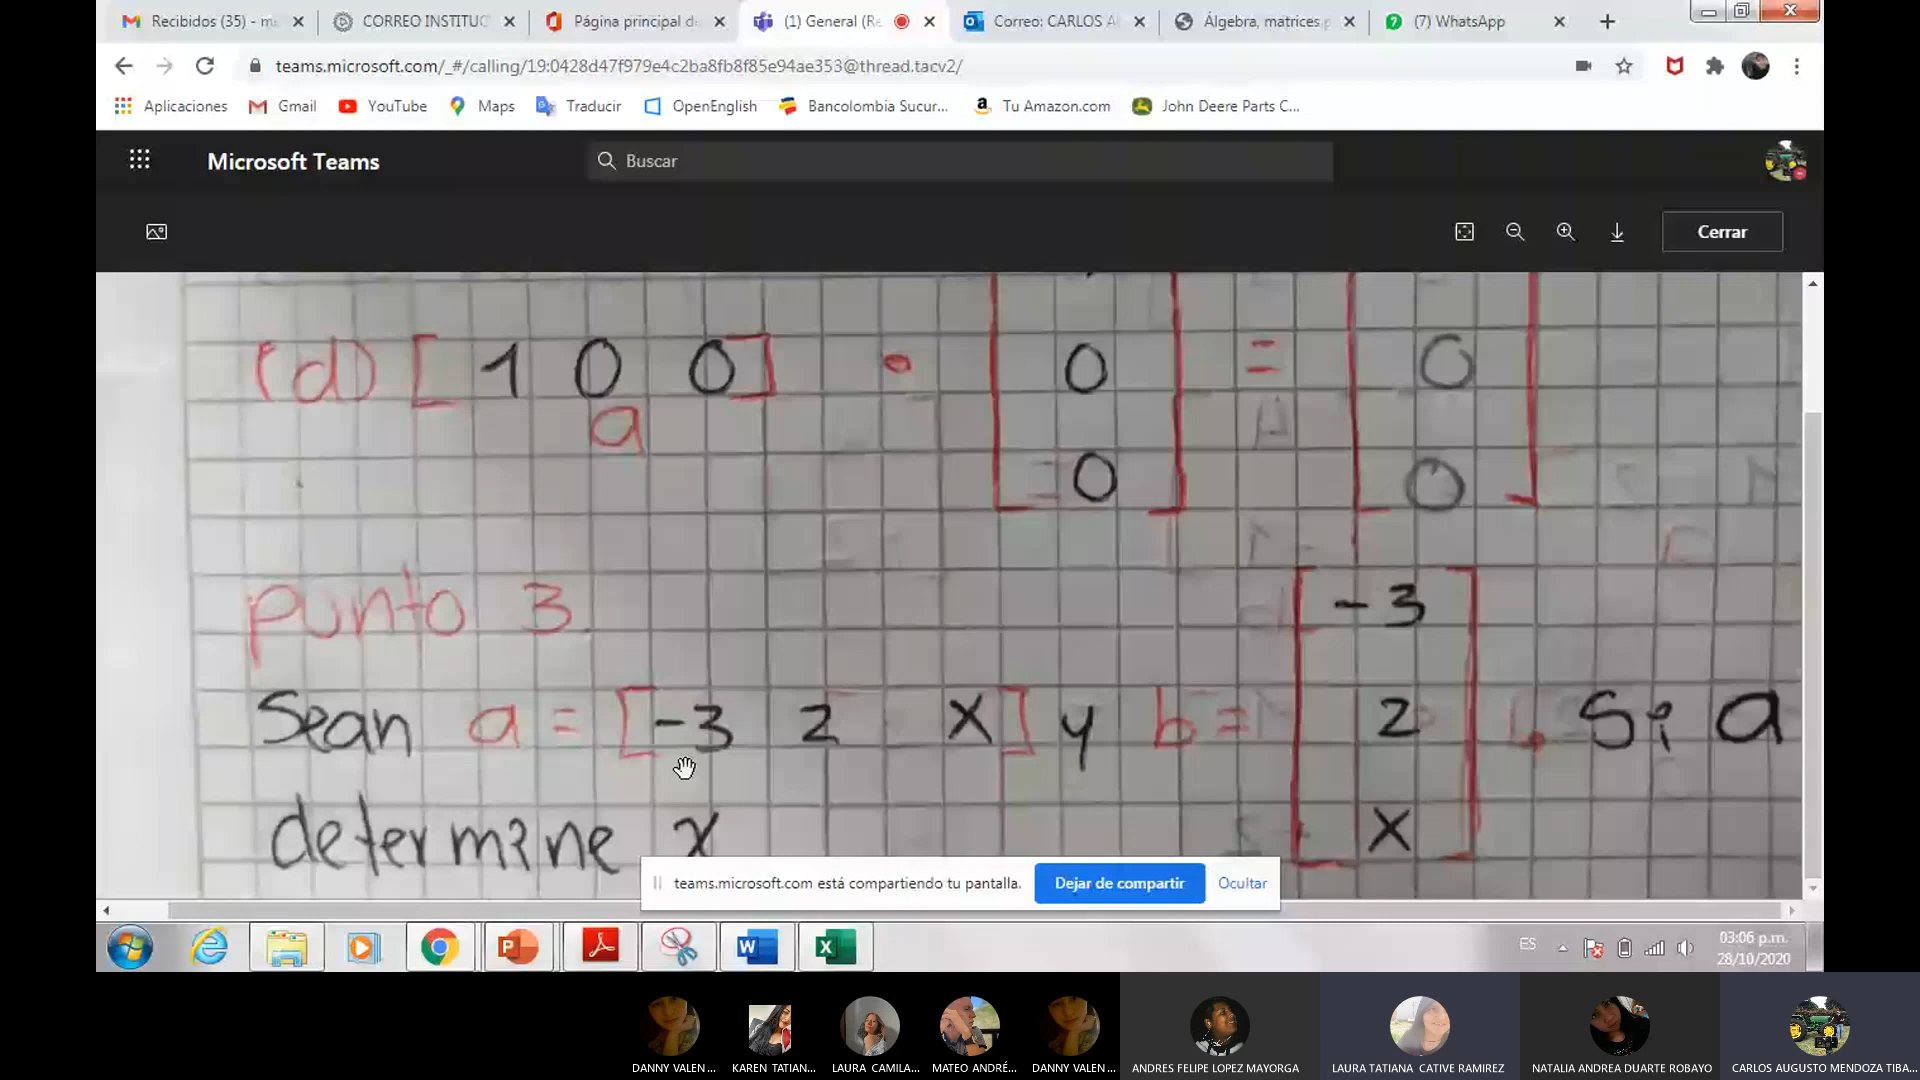 Recibidos (35) - m
CORREO INSTITUC
Página principal d
(1) General (Re
Correo: CARLOS A
Álgebra, matrices
(7) WhatsApp
teams.microsoft.com/_#/calling/19:0428d47f979e4c2ba8fb8f85e94ae353@thread.tacv2/
Aplicaciones
Gmail
YouTube
Maps
Traducir
OpenEnglish
Bancolombia Sucur...
Tu Amazon.com
John Deere Parts C...
Microsoft Teams
Buscar
Cerrar
(d) [ 1 0 0 ] • 0 = 0
a
0 0
punto 3
-3
Sean a = [ -3 2 x ] y b = 2 . Si a
x
determine x
teams.microsoft.com está compartiendo tu pantalla.
Dejar de compartir
Ocultar
ES
03:06 p.m.
28/10/2020
DANNY VALEN...
KAREN TATIAN...
LAURA CAMILA...
MATEO ANDRÉ...
DANNY VALEN...
ANDRES FELIPE LOPEZ MAYORGA
LAURA TATIANA CATIVE RAMIREZ
NATALIA ANDREA DUARTE ROBAYO
CARLOS AUGUSTO MENDOZA TIBA...